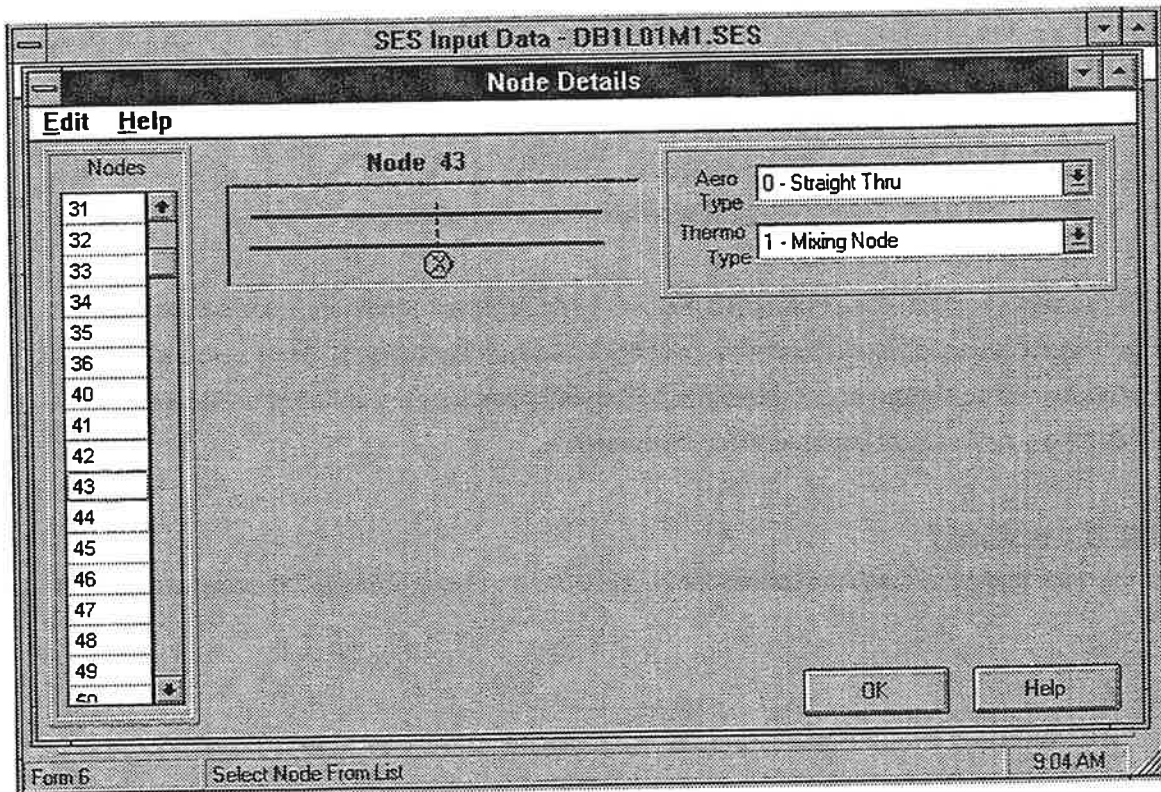 SES Input Data - DB1L01M1.SES
Node Details
Edit Help
Nodes
31
32
33
34
35
36
40
41
42
43
44
45
46
47
48
49
50
Node 43
Aero Type
0 - Straight Thru
Thermo Type
1 - Mixing Node
OK
Help
Form 6
Select Node From List
9:04 AM